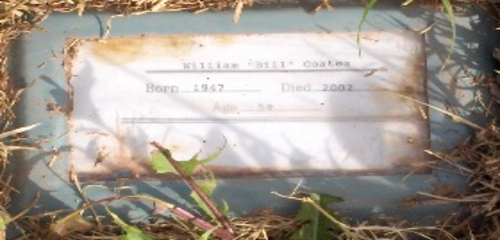 William "Bill" Coates
Born 1947 Died 2002
Age 54